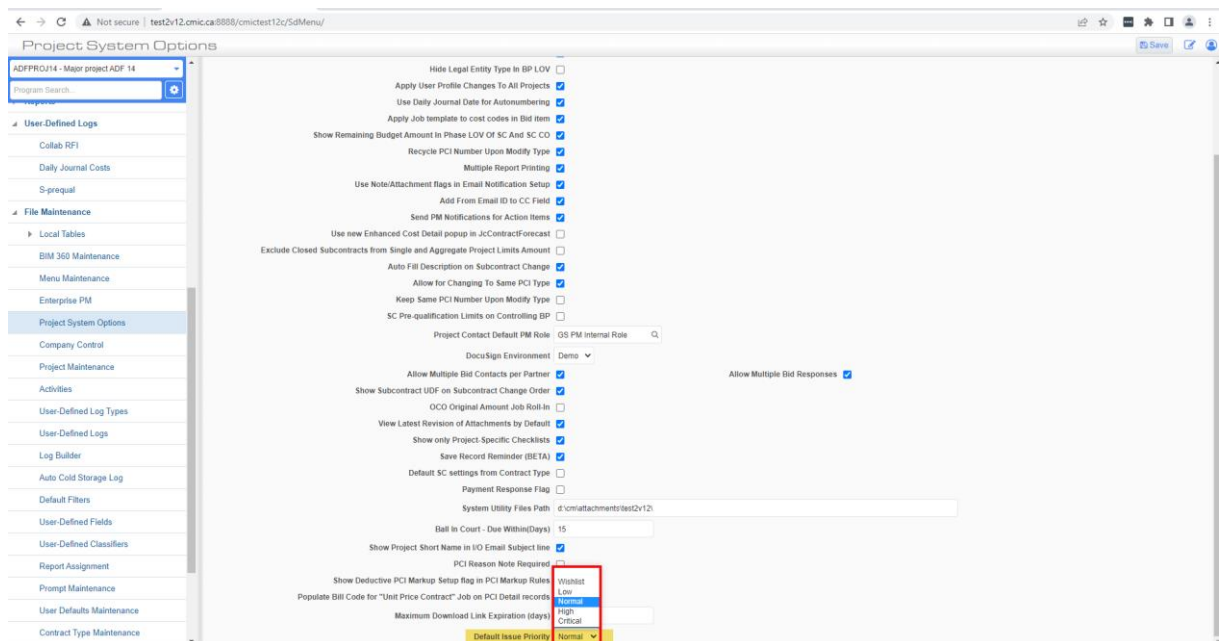 Not secure | test2v12.cmic.ca:8888/cmictest12c/SdMenu/
Project System Options
Save
ADFPROJ14 - Major project ADF 14
Program Search...
User-Defined Logs
Collab RFI
Daily Journal Costs
S-prequal
File Maintenance
Local Tables
BIM 360 Maintenance
Menu Maintenance
Enterprise PM
Project System Options
Company Control
Project Maintenance
Activities
User-Defined Log Types
User-Defined Logs
Log Builder
Auto Cold Storage Log
Default Filters
User-Defined Fields
User-Defined Classifiers
Report Assignment
Prompt Maintenance
User Defaults Maintenance
Contract Type Maintenance
Hide Legal Entity Type In BP LOV
Apply User Profile Changes To All Projects
Use Daily Journal Date for Autonumbering
Apply Job template to cost codes in Bid item
Show Remaining Budget Amount In Phase LOV Of SC And SC CO
Recycle PCI Number Upon Modify Type
Multiple Report Printing
Use Note/Attachment flags in Email Notification Setup
Add From Email ID to CC Field
Send PM Notifications for Action Items
Use new Enhanced Cost Detail popup in JcContractForecast
Exclude Closed Subcontracts from Single and Aggregate Project Limits Amount
Auto Fill Description on Subcontract Change
Allow for Changing To Same PCI Type
Keep Same PCI Number Upon Modify Type
SC Pre-qualification Limits on Controlling BP
Project Contact Default PM Role GS PM Internal Role
DocuSign Environment Demo
Allow Multiple Bid Contacts per Partner Allow Multiple Bid Responses
Show Subcontract UDF on Subcontract Change Order
OCO Original Amount Job Roll-In
View Latest Revision of Attachments by Default
Show only Project-Specific Checklists
Save Record Reminder (BETA)
Default SC settings from Contract Type
Payment Response Flag
System Utility Files Path d:\cm\attachments\test2v12\
Ball In Court - Due Within(Days) 15
Show Project Short Name in I/O Email Subject line
PCI Reason Note Required
Show Deductive PCI Markup Setup flag in PCI Markup Rules
Populate Bill Code for "Unit Price Contract" Job on PCI Detail records
Maximum Download Link Expiration (days)
Wishlist
Low
Normal
High
Critical
Default Issue Priority Normal